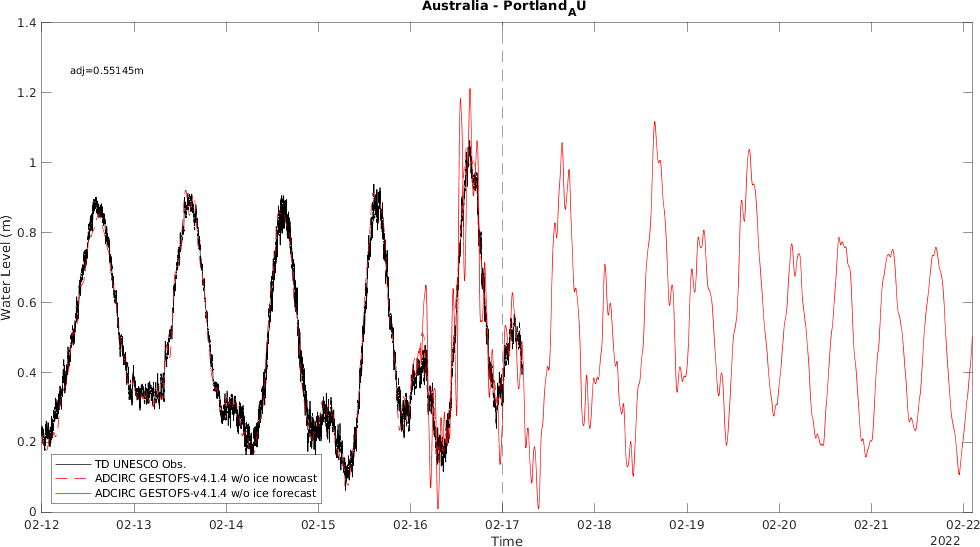 Australia - Portland_AU
1.4
1.2
1
0.8
0.6
0.4
0.2
0
Water Level (m)
adj=0.55145m
TD UNESCO Obs.
ADCIRC GESTOFS-v4.1.4 w/o ice nowcast
ADCIRC GESTOFS-v4.1.4 w/o ice forecast
02-12 02-13 02-14 02-15 02-16 02-17 02-18 02-19 02-20 02-21 02-22
Time
2022